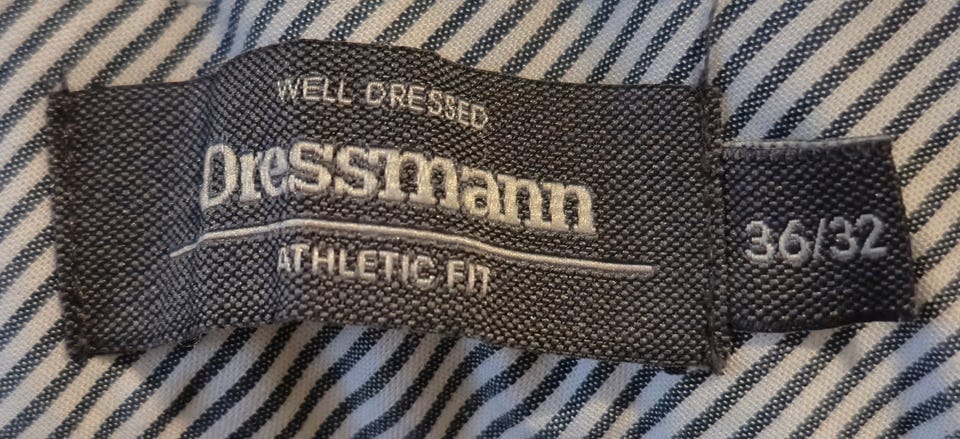 WELL DRESSED
Dressmann
ATHLETIC FIT
36/32